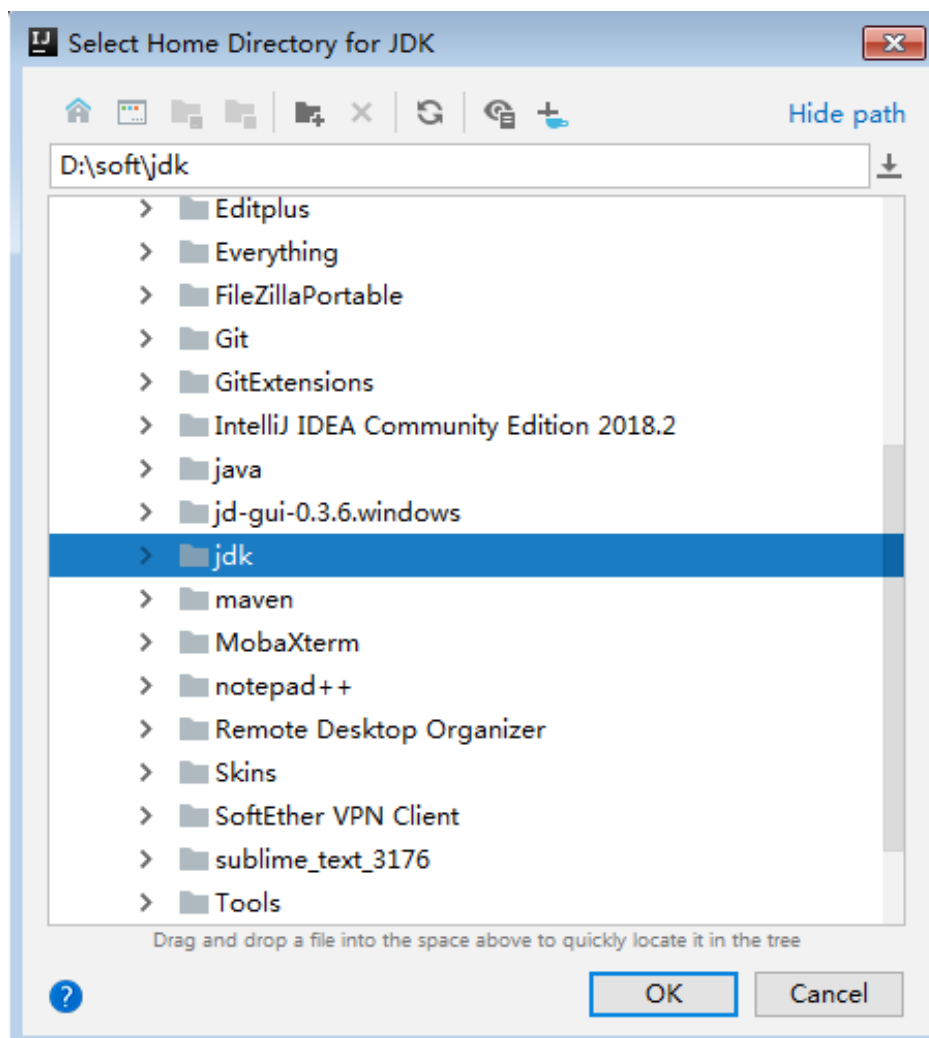 IJ Select Home Directory for JDK
Hide path
D:\soft\jdk
Editplus
Everything
FileZillaPortable
Git
GitExtensions
IntelliJ IDEA Community Edition 2018.2
java
jd-gui-0.3.6.windows
jdk
maven
MobaXterm
notepad++
Remote Desktop Organizer
Skins
SoftEther VPN Client
sublime_text_3176
Tools
Drag and drop a file into the space above to quickly locate it in the tree
? OK Cancel